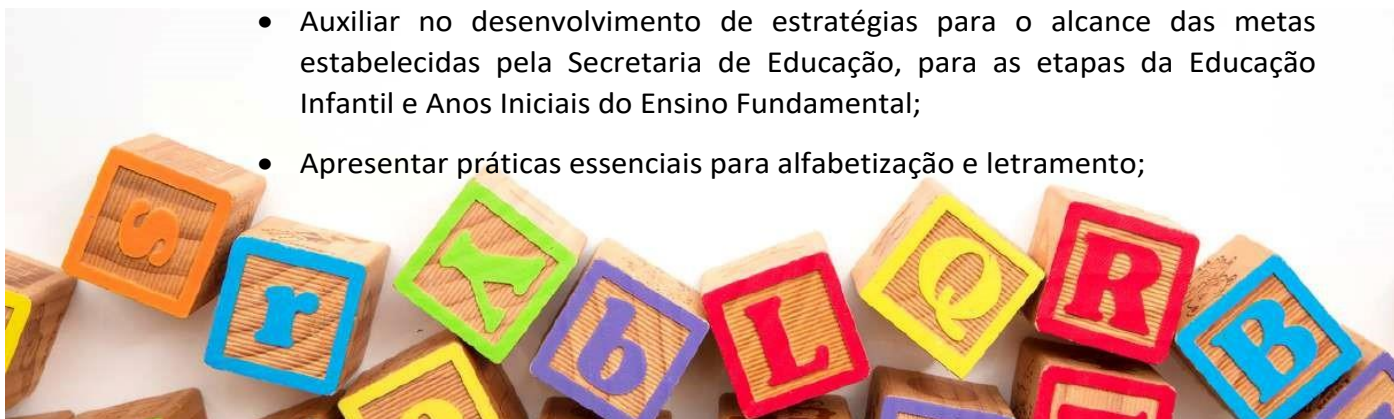 • Auxiliar no desenvolvimento de estratégias para o alcance das metas
estabelecidas pela Secretaria de Educação, para as etapas da Educação
Infantil e Anos Iniciais do Ensino Fundamental;
• Apresentar práticas essenciais para alfabetização e letramento;
s
r
Y
b
L
Q
R
B